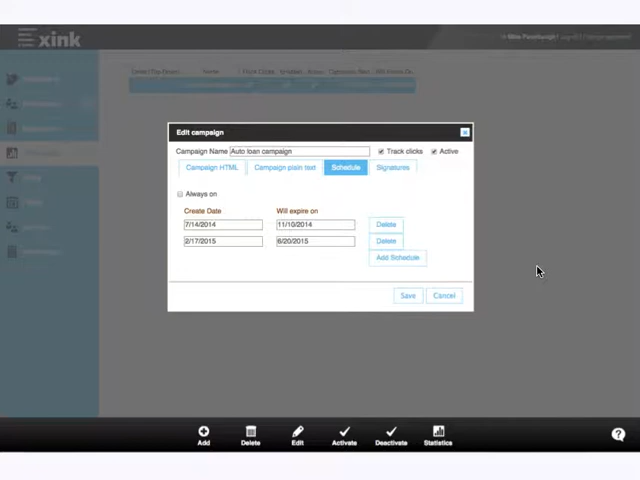 xink
Name
Edit campaign
Campaign Name Auto loan campaign Track clicks Active
Campaign HTML Campaign plain text Schedule Signatures
Always on
Create Date Will expire on
7/14/2014 11/10/2014 Delete
2/17/2015 6/20/2015 Delete
Add Schedule
Save Cancel
Add Delete Edit Activate Deactivate Statistics